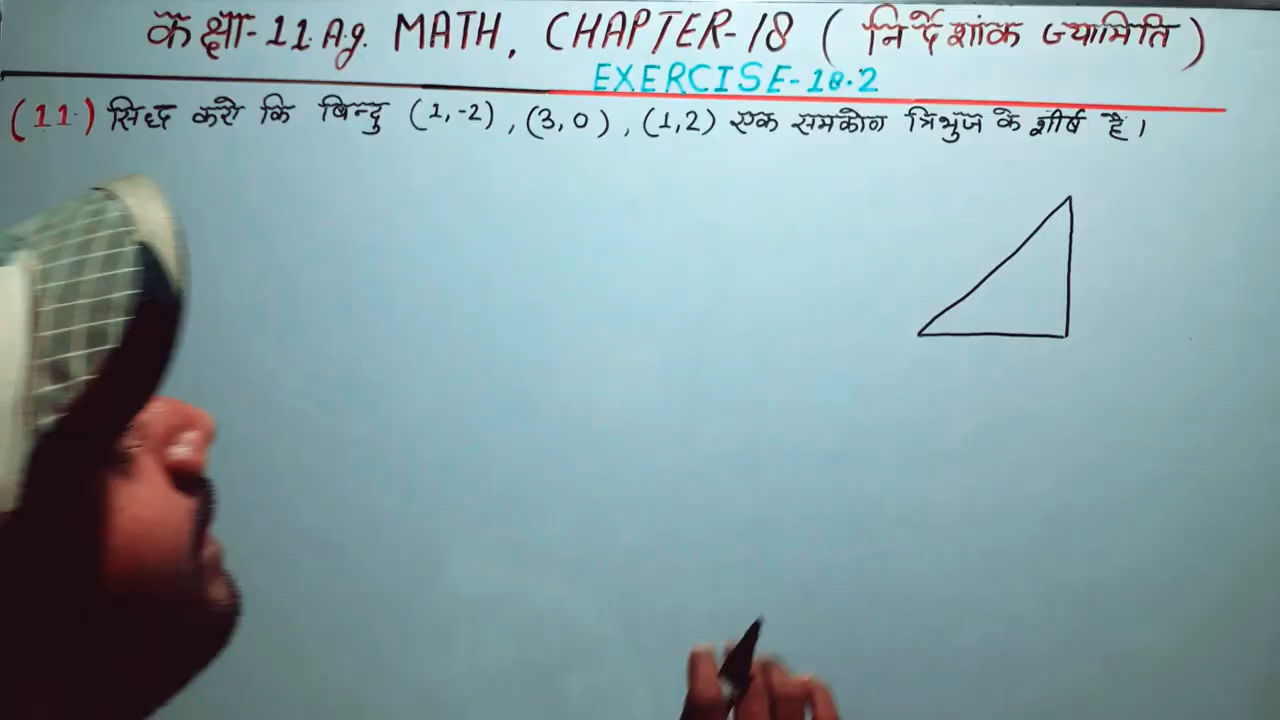 कक्षा-11 Ag. MATH, CHAPTER-18 (निर्देशांक ज्यामिति)
EXERCISE-18.2
(11) सिद्ध करो कि बिन्दु (1,-2), (3,0), (1,2) एक समकोण त्रिभुज के शीर्ष है।